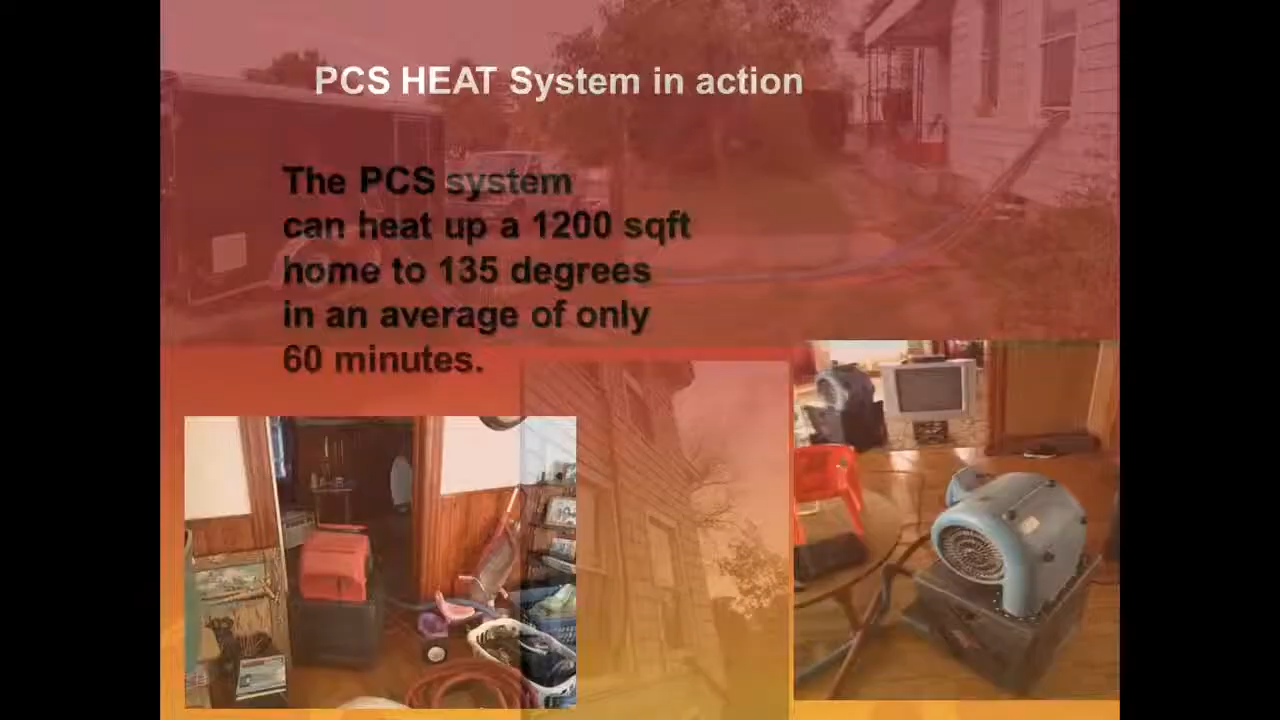 PCS HEAT System in action
The PCS system
can heat up a 1200 sqft
home to 135 degrees
in an average of only
60 minutes.